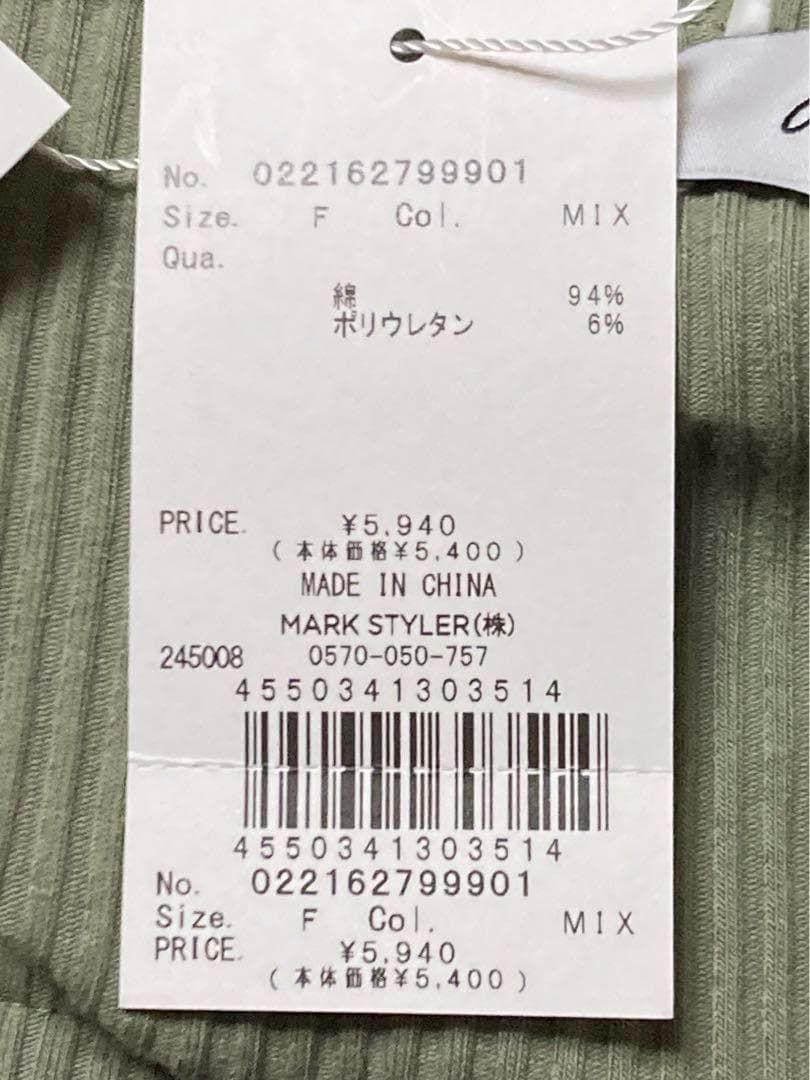 No. 022162799901
Size. F Col. MIX
Qua.
綿 94%
ポリウレタン 6%
PRICE. ¥5,940
(本体価格¥5,400)
MADE IN CHINA
MARK STYLER(株)
245008 0570-050-757
4550341303514
4550341303514
No. 022162799901
Size. F Col. MIX
PRICE. ¥5,940
(本体価格¥5,400)